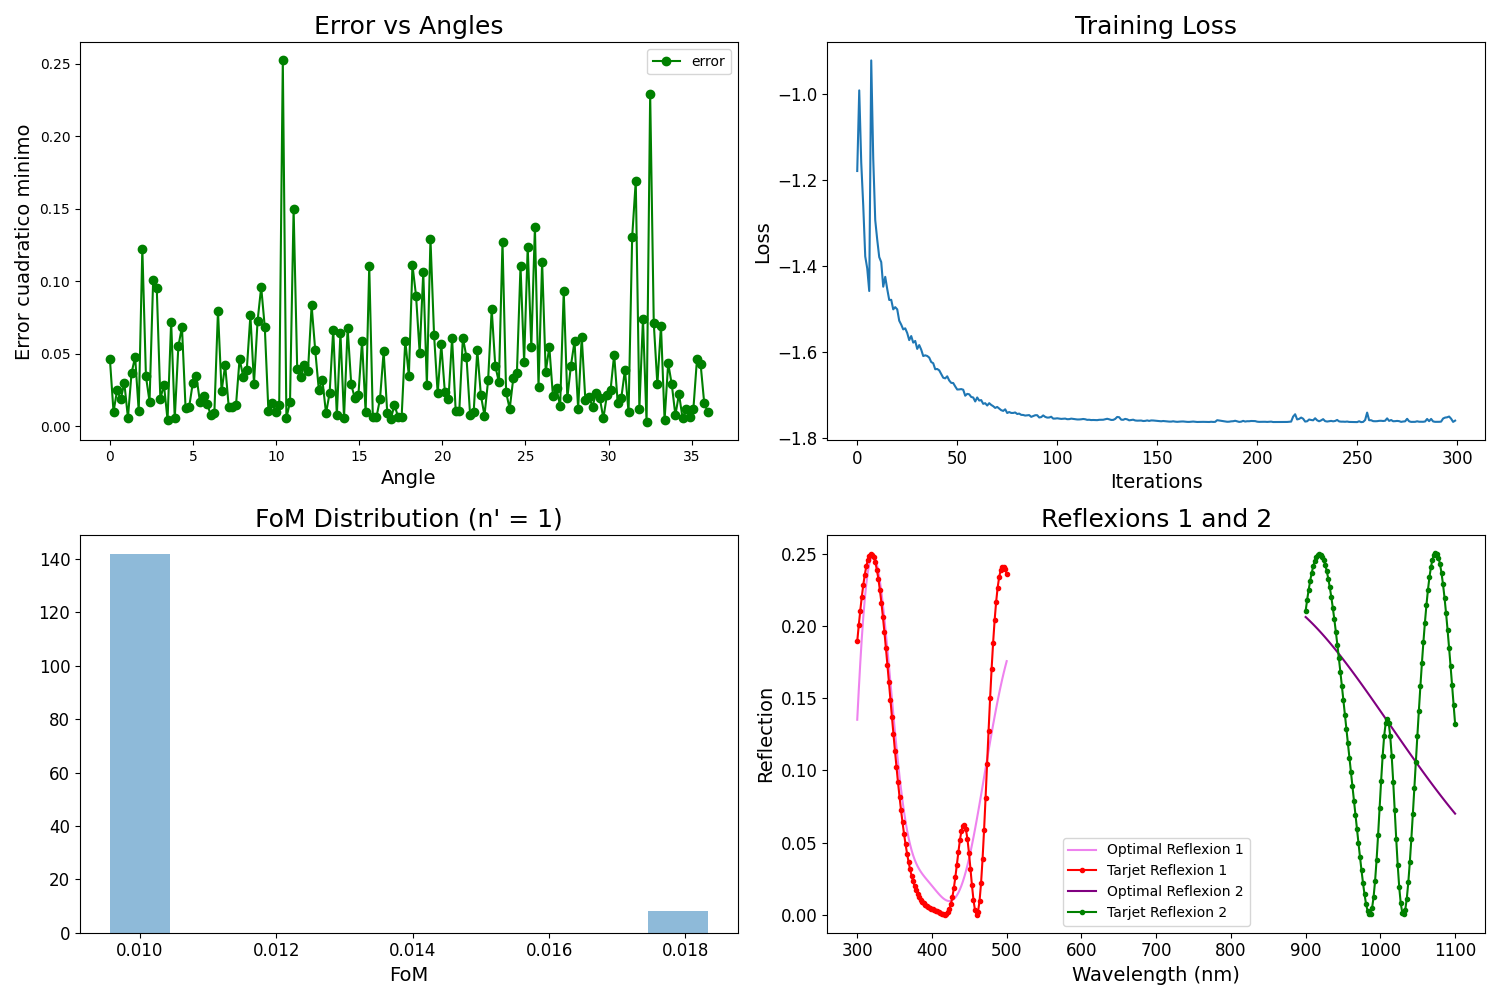 Error vs Angles
error
Error cuadratico minimo
0.25
0.20
0.15
0.10
0.05
0.00
0 5 10 15 20 25 30 35
Angle
Training Loss
Loss
−1.0
−1.2
−1.4
−1.6
−1.8
0 50 100 150 200 250 300
Iterations
FoM Distribution (n' = 1)
140
120
100
80
60
40
20
0
0.010 0.012 0.014 0.016 0.018
FoM
Reflexions 1 and 2
Reflection
0.25
0.20
0.15
0.10
0.05
0.00
Optimal Reflexion 1
Tarjet Reflexion 1
Optimal Reflexion 2
Tarjet Reflexion 2
300 400 500 600 700 800 900 1000 1100
Wavelength (nm)